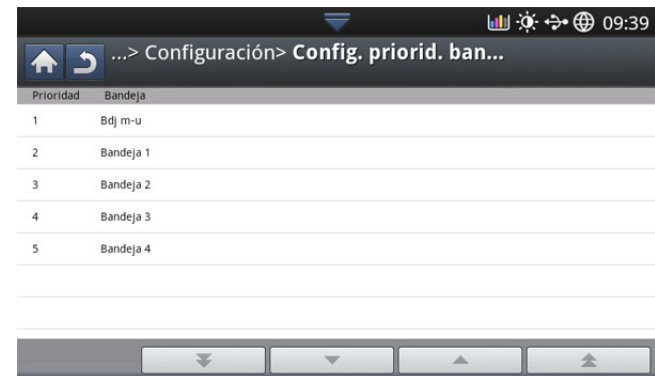 09:39
...> Configuración> Config. priorid. ban...
Prioridad Bandeja
1 Bdj m-u
2 Bandeja 1
3 Bandeja 2
4 Bandeja 3
5 Bandeja 4